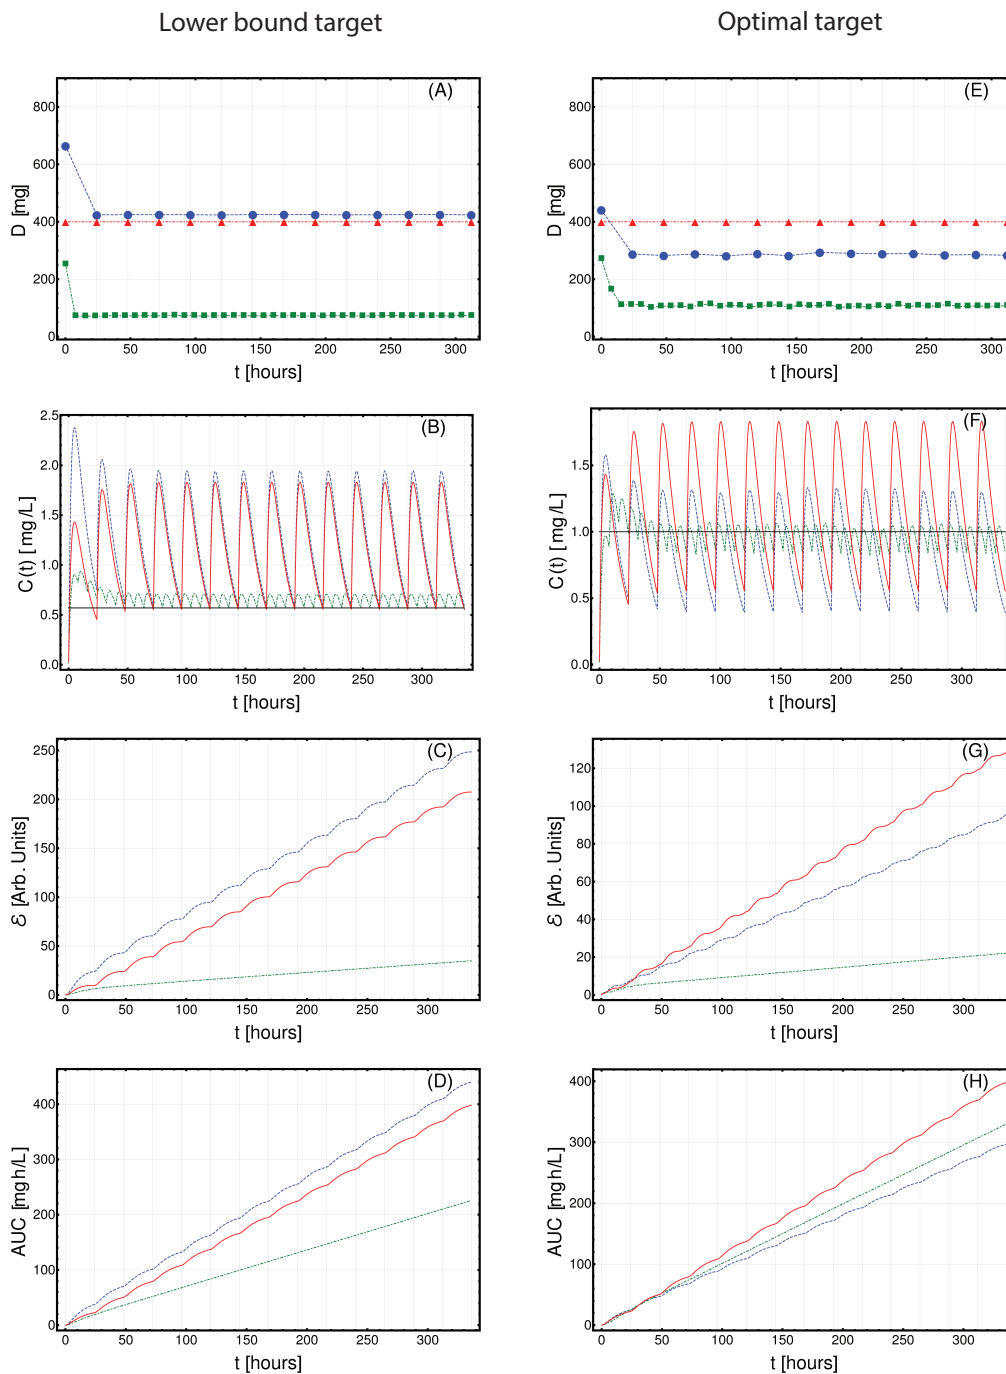 Lower bound target
Optimal target
(A)
D [mg]
800
600
400
200
0
0 50 100 150 200 250 300
t [hours]
(E)
D [mg]
800
600
400
200
0
0 50 100 150 200 250 300
t [hours]
(B)
C(t) [mg/L]
2.5
2.0
1.5
1.0
0.5
0.0
0 50 100 150 200 250 300
t [hours]
(F)
C(t) [mg/L]
1.5
1.0
0.5
0.0
0 50 100 150 200 250 300
t [hours]
(C)
ℰ [Arb. Units]
250
200
150
100
50
0
0 50 100 150 200 250 300
t [hours]
(G)
ℰ [Arb. Units]
120
100
80
60
40
20
0
0 50 100 150 200 250 300
t [hours]
(D)
AUC [mgh/L]
400
300
200
100
0
0 50 100 150 200 250 300
t [hours]
(H)
AUC [mgh/L]
400
300
200
100
0
0 50 100 150 200 250 300
t [hours]